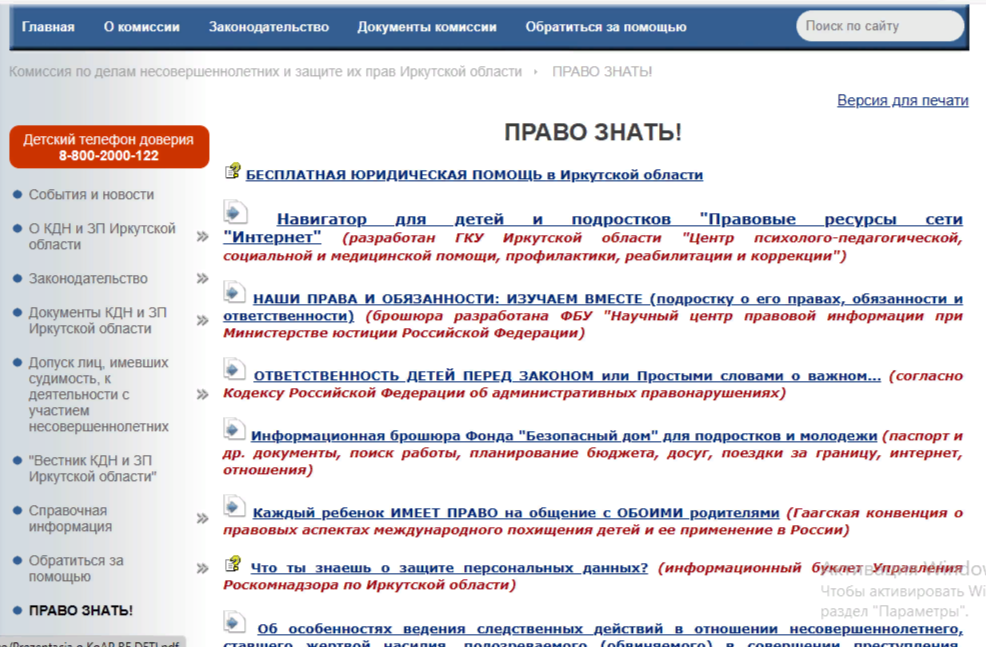 Главная О комиссии Законодательство Документы комиссии Обратиться за помощью Поиск по сайту
Комиссия по делам несовершеннолетних и защите их прав Иркутской области › ПРАВО ЗНАТЬ!
Версия для печати
Детский телефон доверия
8-800-2000-122
События и новости
О КДН и ЗП Иркутской
области
Законодательство
Документы КДН и ЗП
Иркутской области
Допуск лиц, имевших
судимость, к
деятельности с
участием
несовершеннолетних
"Вестник КДН и ЗП
Иркутской области"
Справочная
информация
Обратиться за
помощью
ПРАВО ЗНАТЬ!
ПРАВО ЗНАТЬ!
БЕСПЛАТНАЯ ЮРИДИЧЕСКАЯ ПОМОЩЬ в Иркутской области
Навигатор для детей и подростков "Правовые ресурсы сети
"Интернет" (разработан ГКУ Иркутской области "Центр психолого-педагогической,
социальной и медицинской помощи, профилактики, реабилитации и коррекции")
НАШИ ПРАВА И ОБЯЗАННОСТИ: ИЗУЧАЕМ ВМЕСТЕ (подростку о его правах, обязанности и
ответственности) (брошюра разработана ФБУ "Научный центр правовой информации при
Министерстве юстиции Российской Федерации)
ОТВЕТСТВЕННОСТЬ ДЕТЕЙ ПЕРЕД ЗАКОНОМ или Простыми словами о важном... (согласно
Кодексу Российской Федерации об административных правонарушениях)
Информационная брошюра Фонда "Безопасный дом" для подростков и молодежи (паспорт и
др. документы, поиск работы, планирование бюджета, досуг, поездки за границу, интернет,
отношения)
Каждый ребенок ИМЕЕТ ПРАВО на общение с ОБОИМИ родителями (Гаагская конвенция о
правовых аспектах международного похищения детей и ее применение в России)
Что ты знаешь о защите персональных данных? (информационный буклет Управления
Роскомнадзора по Иркутской области)
Об особенностях ведения следственных действий в отношении несовершеннолетнего,
ставшего жертвой насилия, подозреваемого (обвиняемого) в совершении преступления,
Активация Windov
Чтобы активировать Wi
раздел "Параметры".